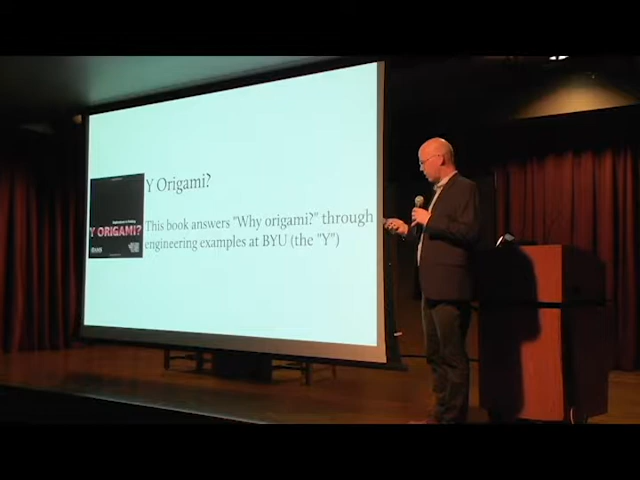 Y Origami?
This book answers "Why origami?" through
engineering examples at BYU (the "Y")
Y ORIGAMI?